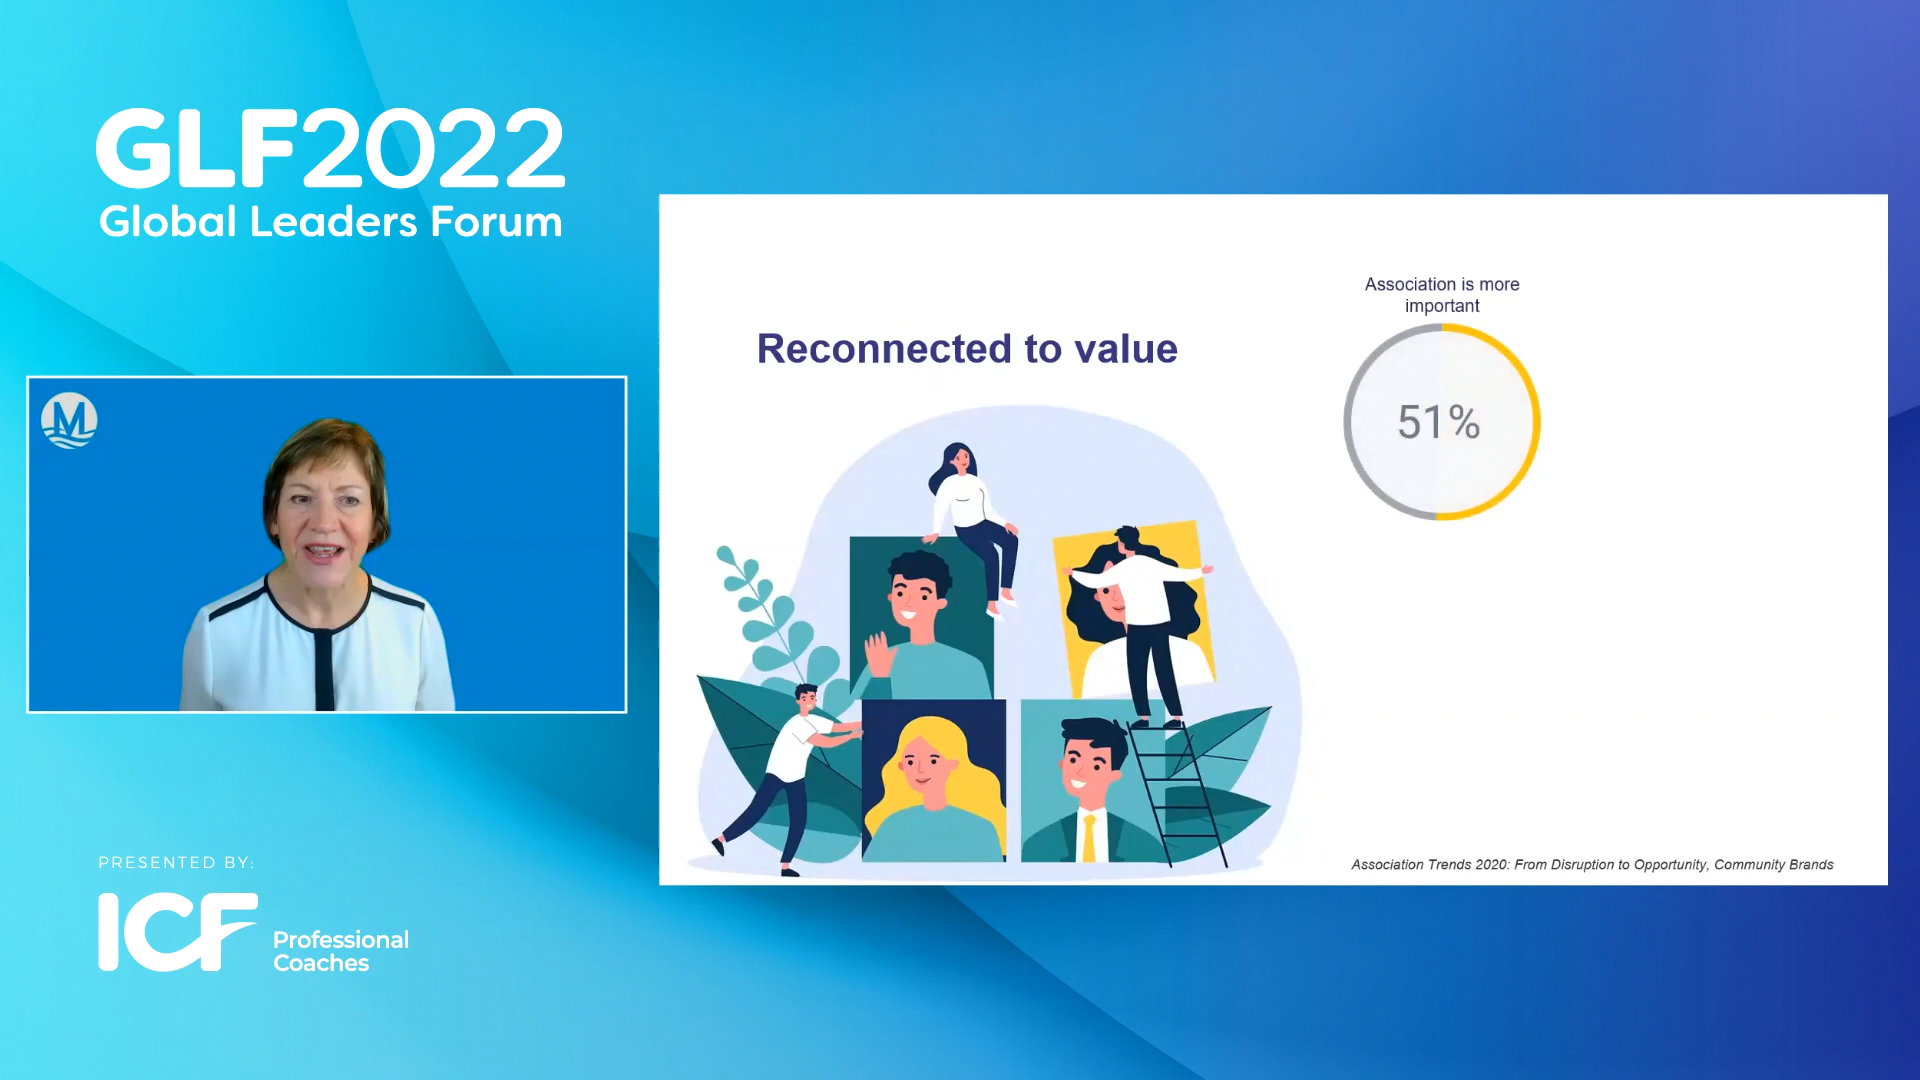 GLF2022
Global Leaders Forum
M
PRESENTED BY:
ICF
Professional
Coaches
Reconnected to value
Association is more
important
51%
Association Trends 2020: From Disruption to Opportunity, Community Brands